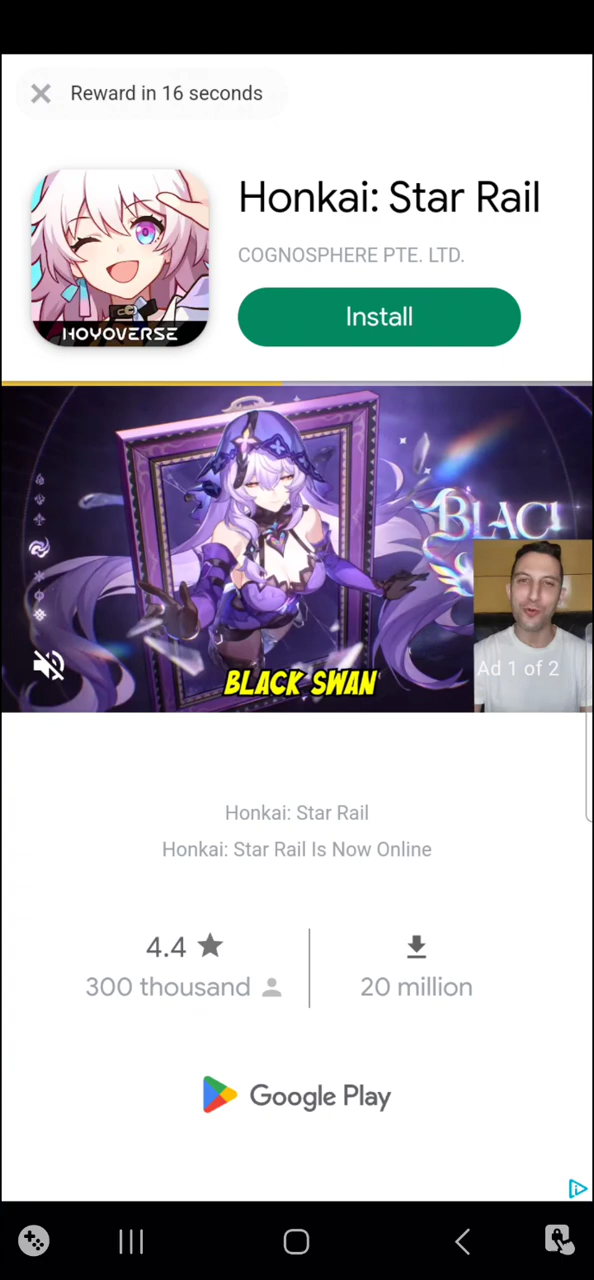 Reward in 16 seconds
Honkai: Star Rail
COGNOSPHERE PTE. LTD.
Install
HOYOVERSE
BLACK SWAN
Ad 1 of 2
Honkai: Star Rail
Honkai: Star Rail Is Now Online
4.4
300 thousand
20 million
Google Play